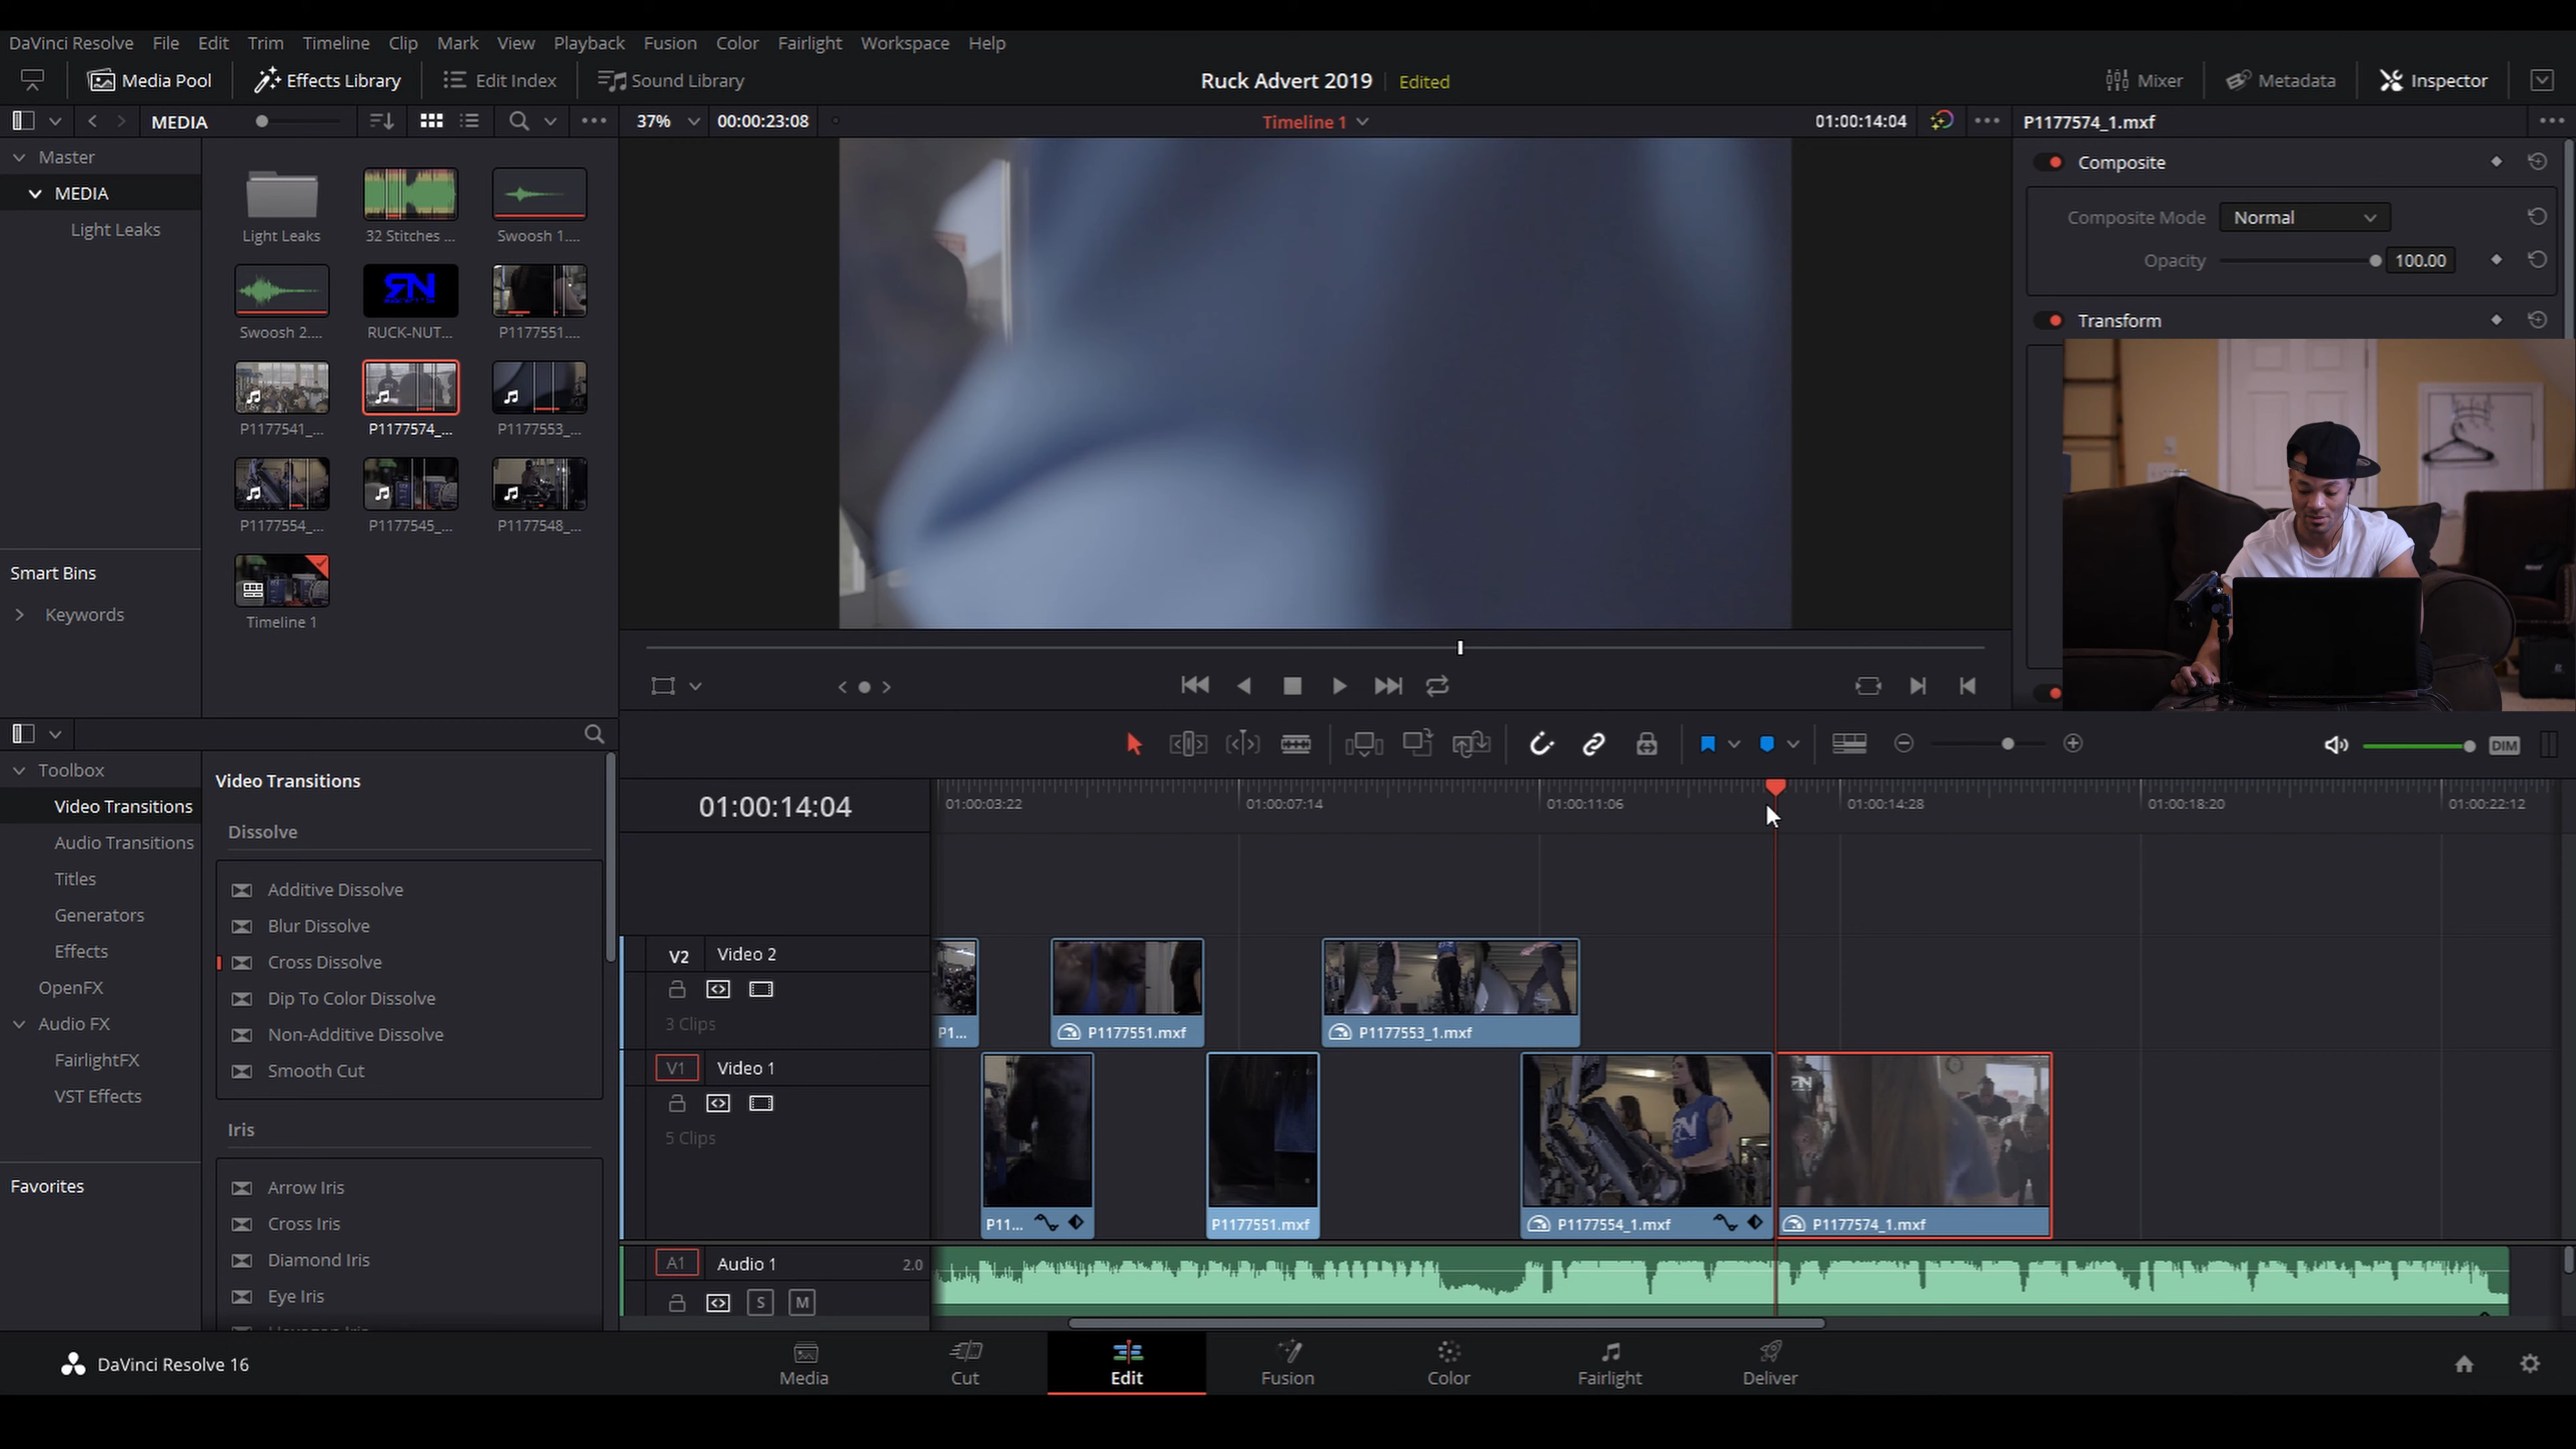 DaVinci Resolve File Edit Trim Timeline Clip Mark View Playback Fusion Color Fairlight Workspace Help
Media Pool Effects Library Edit Index Sound Library Ruck Advert 2019 Edited Mixer Metadata Inspector
MEDIA 37% 00:00:23:08 Timeline 1 01:00:14:04 P1177574_1.mxf
Master
MEDIA
Light Leaks
Smart Bins
Keywords
Light Leaks 32 Stitches ... Swoosh 1....
RN
Swoosh 2.... RUCK-NUT... P1177551....
P1177541_... P1177574_... P1177553_...
P1177554_... P1177545_... P1177548_...
Timeline 1
Composite
Composite Mode Normal
Opacity 100.00
Transform
DIM
Toolbox
Video Transitions
Audio Transitions
Titles
Generators
Effects
OpenFX
Audio FX
FairlightFX
VST Effects
Favorites
Video Transitions
Dissolve
Additive Dissolve
Blur Dissolve
Cross Dissolve
Dip To Color Dissolve
Non-Additive Dissolve
Smooth Cut
Iris
Arrow Iris
Cross Iris
Diamond Iris
Eye Iris
01:00:14:04
01:00:03:22 01:00:07:14 01:00:11:06 01:00:14:28 01:00:18:20 01:00:22:12
V2 Video 2
3 Clips
P1... P1177551.mxf P1177553_1.mxf
V1 Video 1
5 Clips
P11... P1177551.mxf P1177554_1.mxf P1177574_1.mxf
A1 Audio 1 2.0
S M
DaVinci Resolve 16
Media Cut Edit Fusion Color Fairlight Deliver